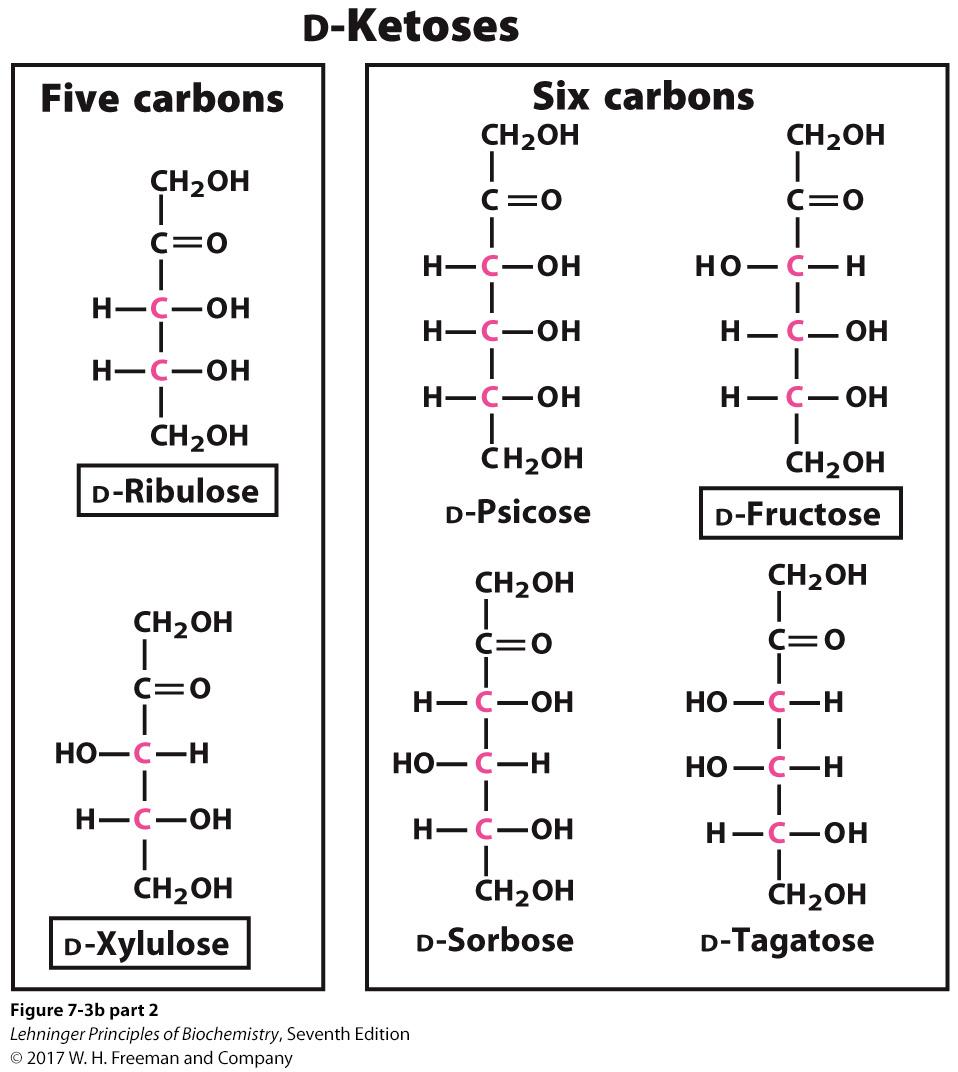 D-Ketoses
Five carbons
CH2OH
C=O
H—C—OH
H—C—OH
CH2OH
D-Ribulose
CH2OH
C=O
HO—C—H
H—C—OH
CH2OH
D-Xylulose
Six carbons
CH2OH
C=O
H—C—OH
H—C—OH
H—C—OH
CH2OH
D-Psicose
CH2OH
C=O
HO—C—H
H—C—OH
H—C—OH
CH2OH
D-Fructose
CH2OH
C=O
H—C—OH
HO—C—H
H—C—OH
CH2OH
D-Sorbose
CH2OH
C=O
HO—C—H
HO—C—H
H—C—OH
CH2OH
D-Tagatose
Figure 7-3b part 2
Lehninger Principles of Biochemistry, Seventh Edition
© 2017 W. H. Freeman and Company